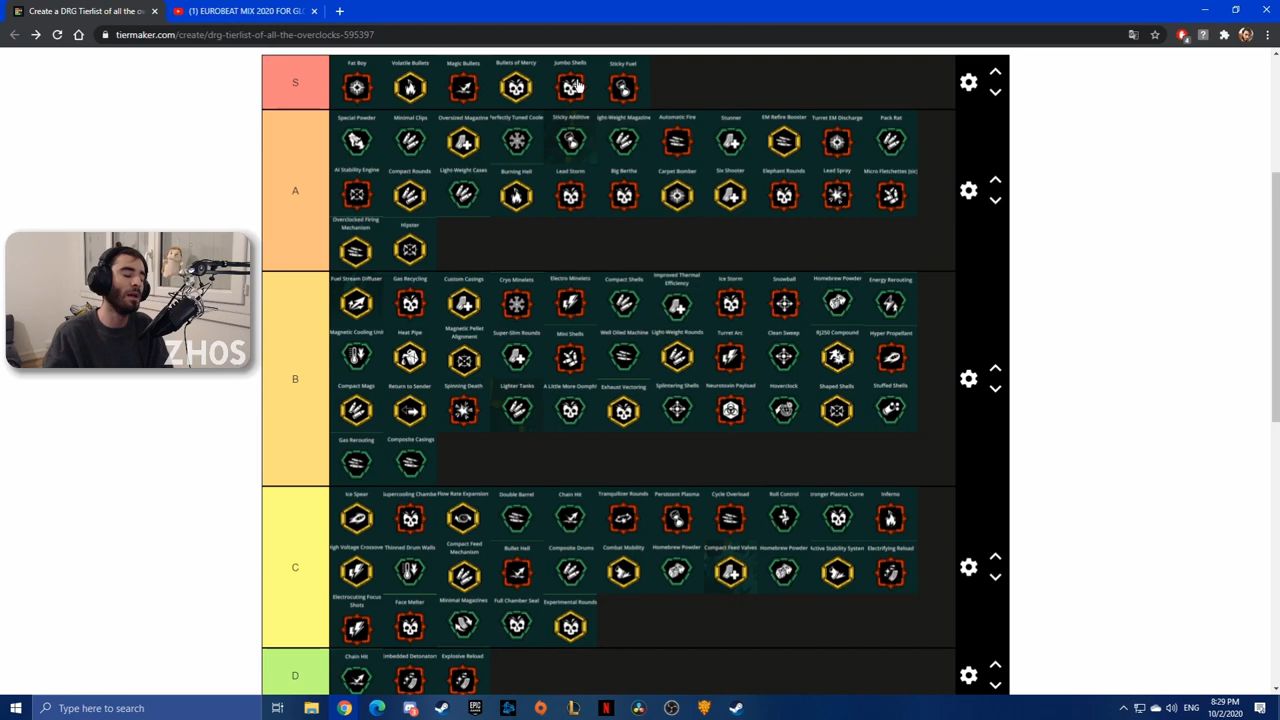 Create a DRG Tierlist of all the ov
(1) EUROBEAT MIX 2020 FOR GL
tiermaker.com/create/drg-tierlist-of-all-the-overclocks-595397
S
Fat Boy Volatile Bullets Magic Bullets Bullets of Mercy Jumbo Shells Sticky Fuel
A
Special Powder Minimal Clips Oversized Magazine Perfectly Tuned Coole Sticky Additive ight-Weight Magazine Automatic Fire Stunner EM Refire Booster Turret EM Discharge Pack Rat
AI Stability Engine Compact Rounds Light-Weight Cases Burning Hell Lead Storm Big Bertha Carpet Bomber Six Shooter Elephant Rounds Lead Spray Micro Fletchettes
Overclocked Firing Mechanism Hipster
B
Fuel Stream Diffuser Gas Recycling Custom Casings Cryo Minelets Electro Minelets Compact Shells Improved Thermal Efficiency Ice Storm Snowball Homebrew Powder Energy Rerouting
Magnetic Cooling Uni Heat Pipe Magnetic Pellet Alignment Super-Slim Rounds Mini Shells Well Oiled Machine Light-Weight Rounds Turret Arc Clean Sweep RJ250 Compound Hyper Propellant
Compact Mags Return to Sender Spinning Death Lighter Tanks A Little More Oomph! Exhaust Vectoring Splintering Shells Neurotoxin Payload Hoverclock Shaped Shells Stuffed Shells
Gas Rerouting Composite Casings
C
Ice Spear Supercooling Chambe Flow Rate Expansion Double Barrel Chain Hit Tranquilizer Rounds Persistent Plasma Cycle Overload Roll Control ronger Plasma Curre Inferno
High Voltage Crossove Thinned Drum Walls Compact Feed Mechanism Bullet Hell Composite Drums Combat Mobility Homebrew Powder Compact Feed Valves Homebrew Powder Active Stability System Electrifying Reload
Electrocuting Focus Shots Face Melter Minimal Magazines Full Chamber Seal Experimental Rounds
D
Chain Hit Embedded Detonators Explosive Reload
ZHOS
Type here to search
ENG
8:29 PM
10/2/2020